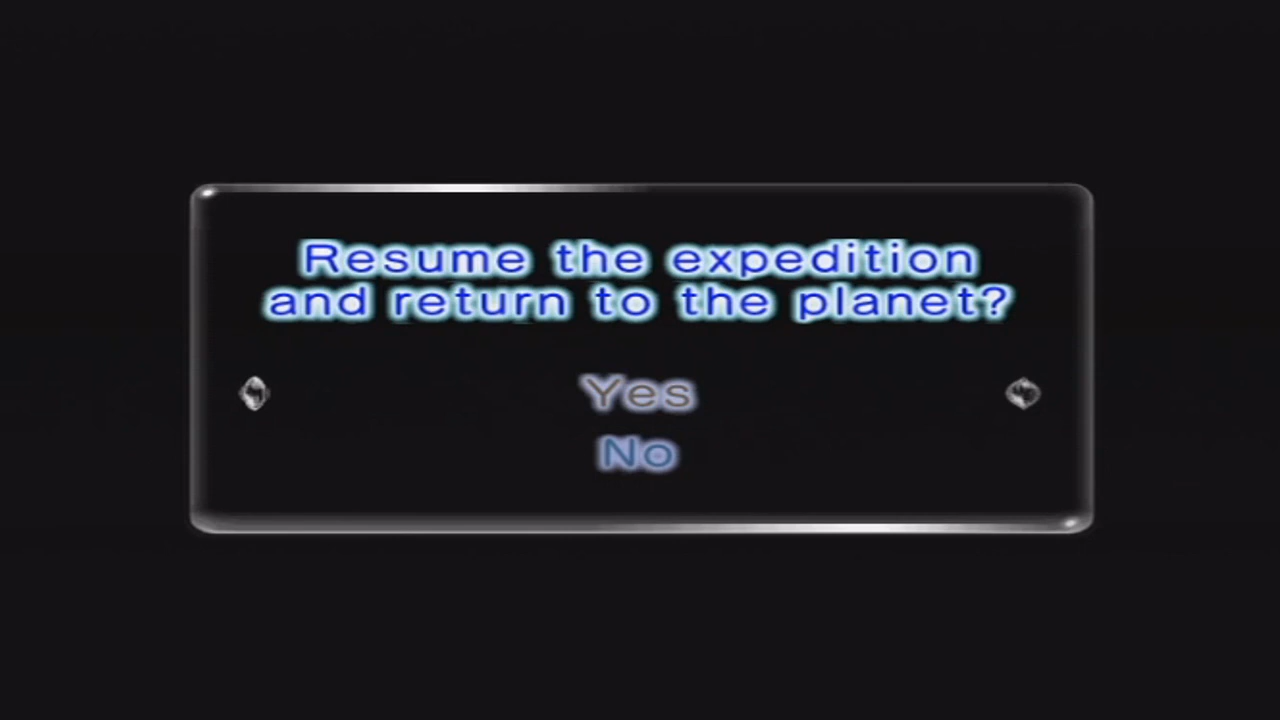 Resume the expedition
and return to the planet?
Yes
No